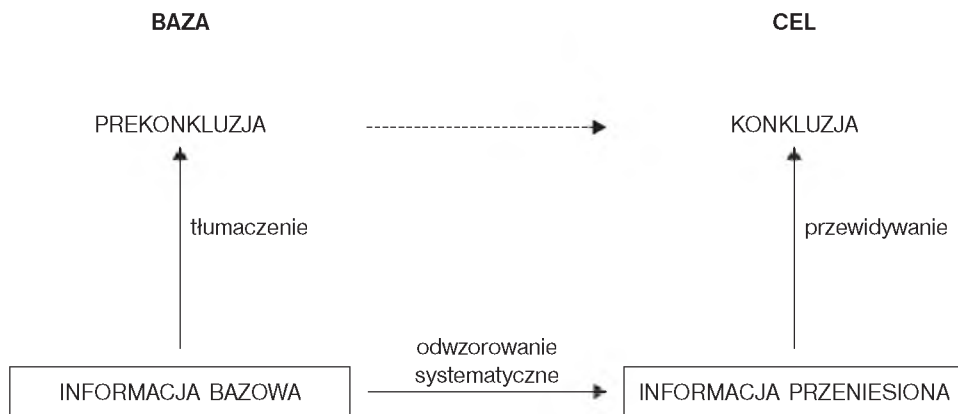 BAZA
CEL
PREKONKLUZJA
KONKLUZJA
tłumaczenie
przewidywanie
odwzorowanie
systematyczne
INFORMACJA BAZOWA
INFORMACJA PRZENIESIONA